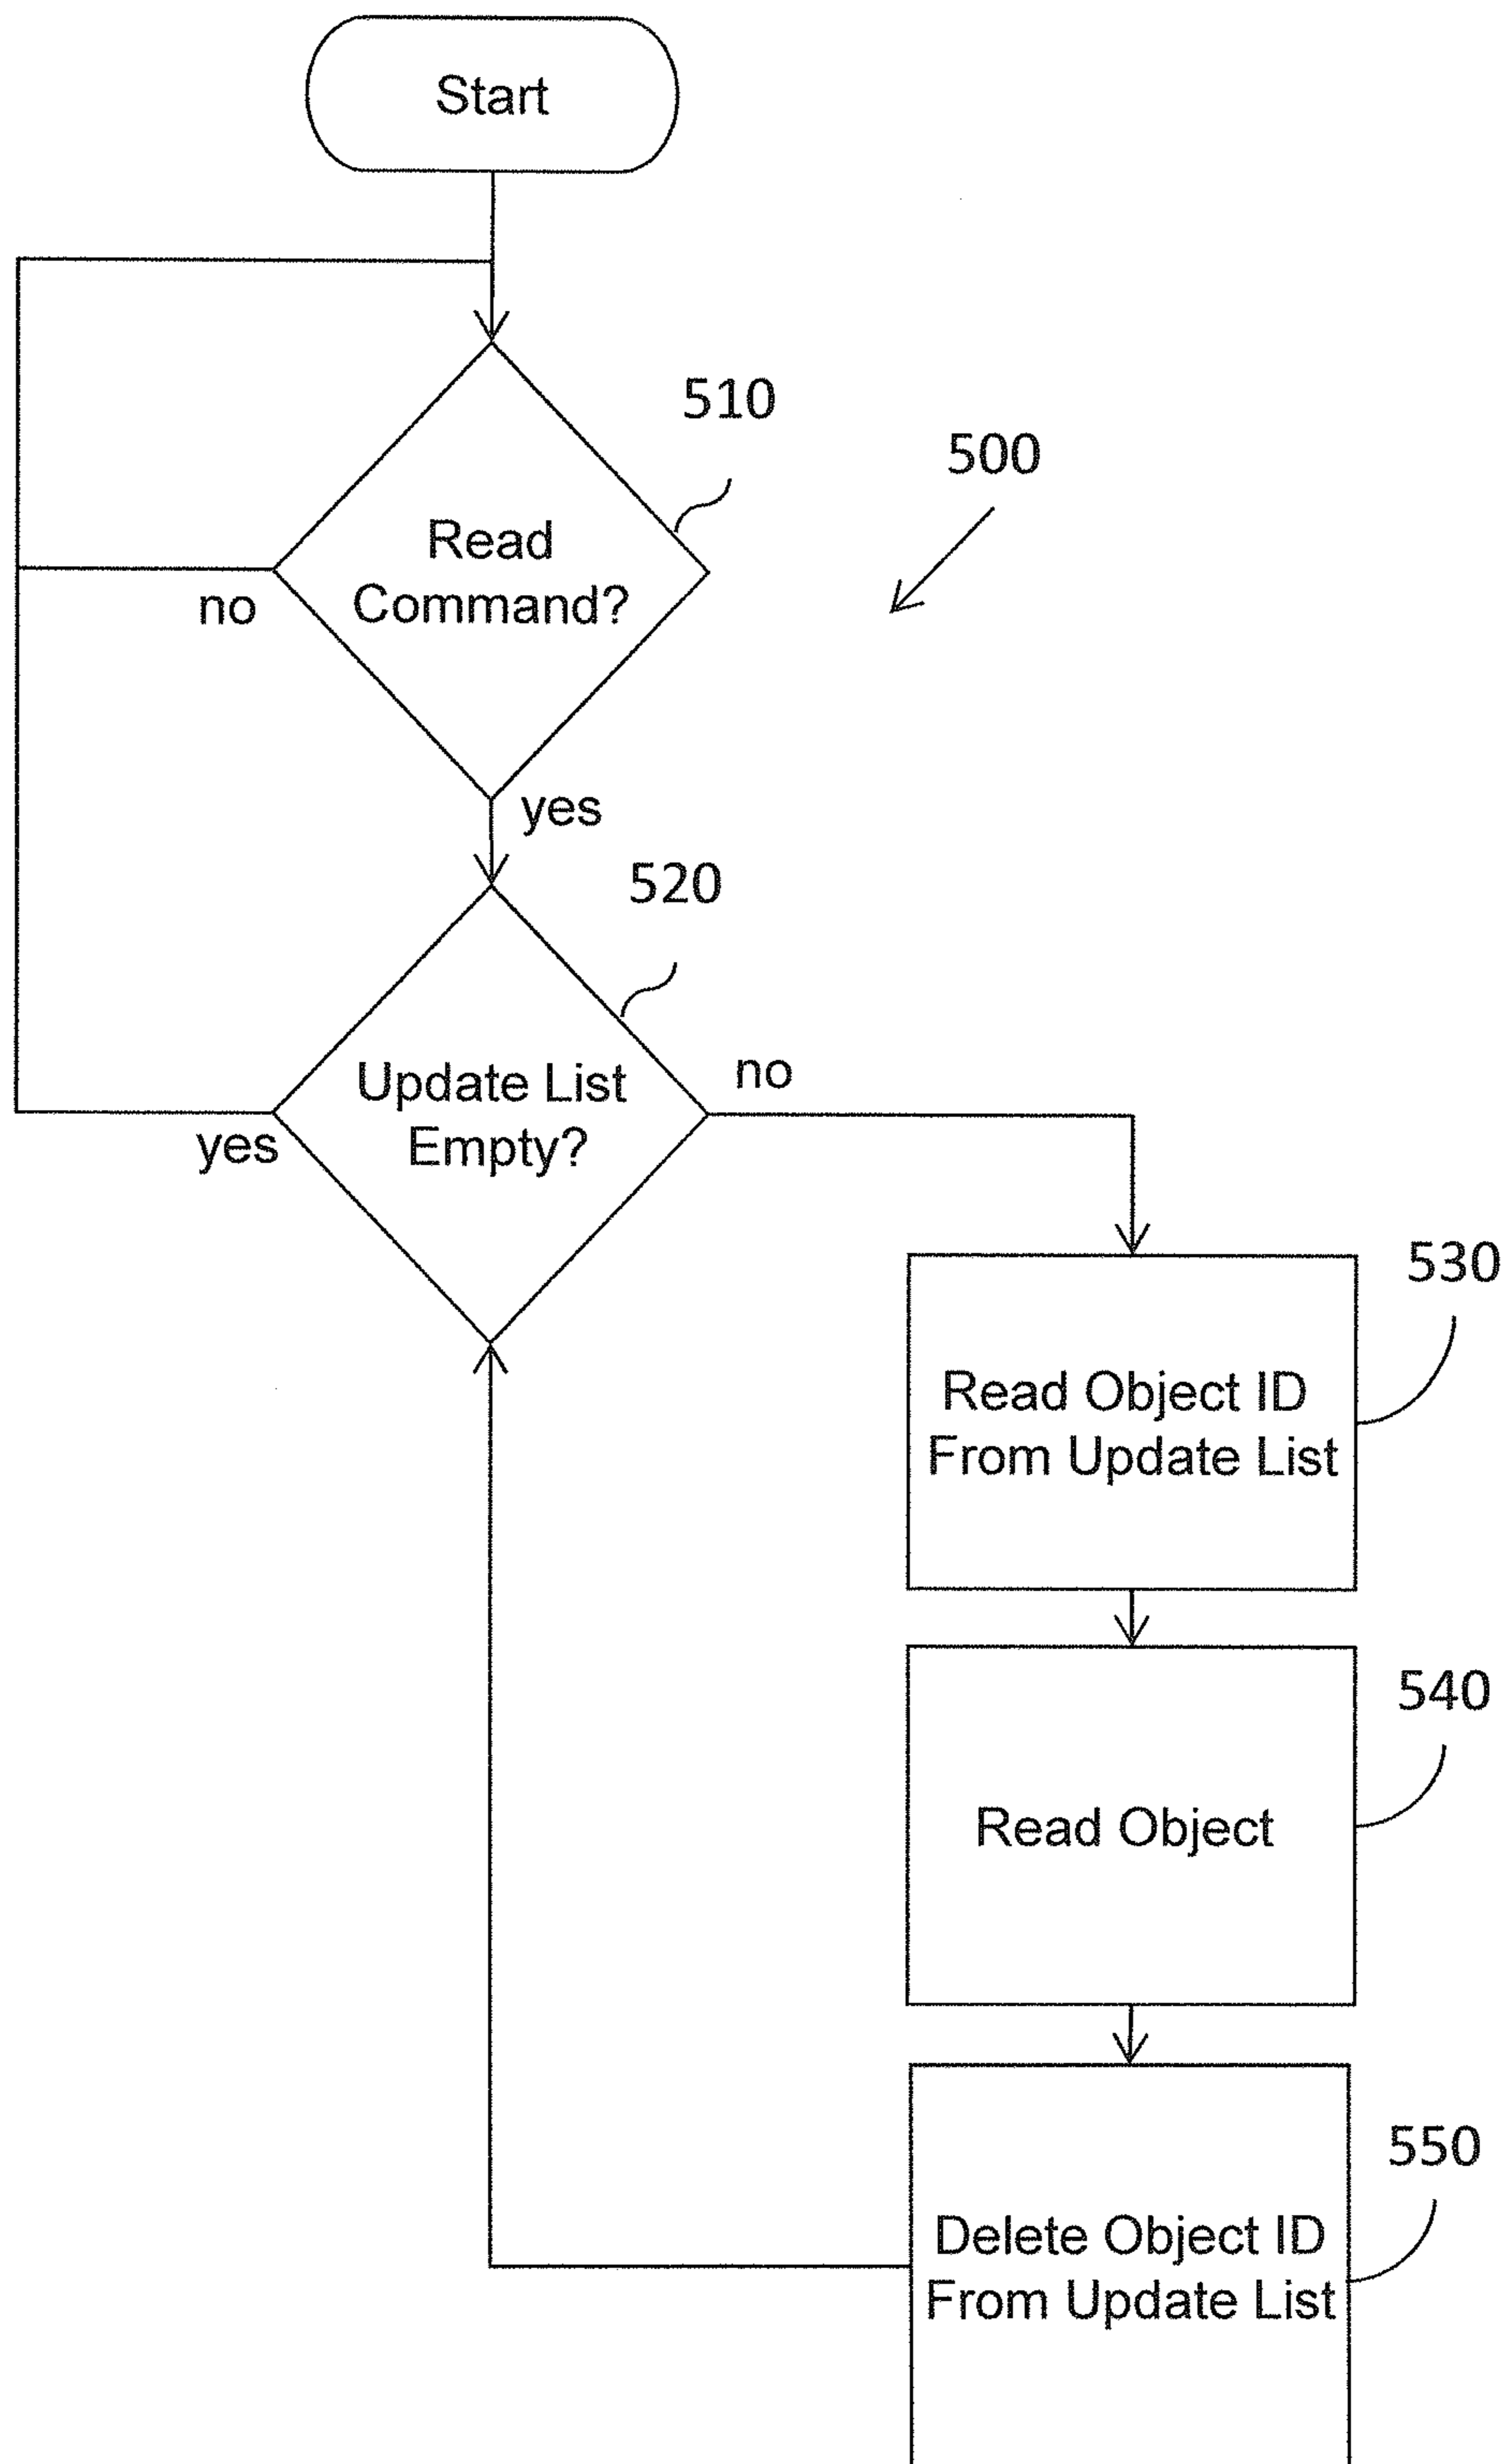 Start
510
500
Read
Command?
no
yes
520
Update List
Empty?
no
yes
530
Read Object ID
From Update List
540
Read Object
550
Delete Object ID
From Update List